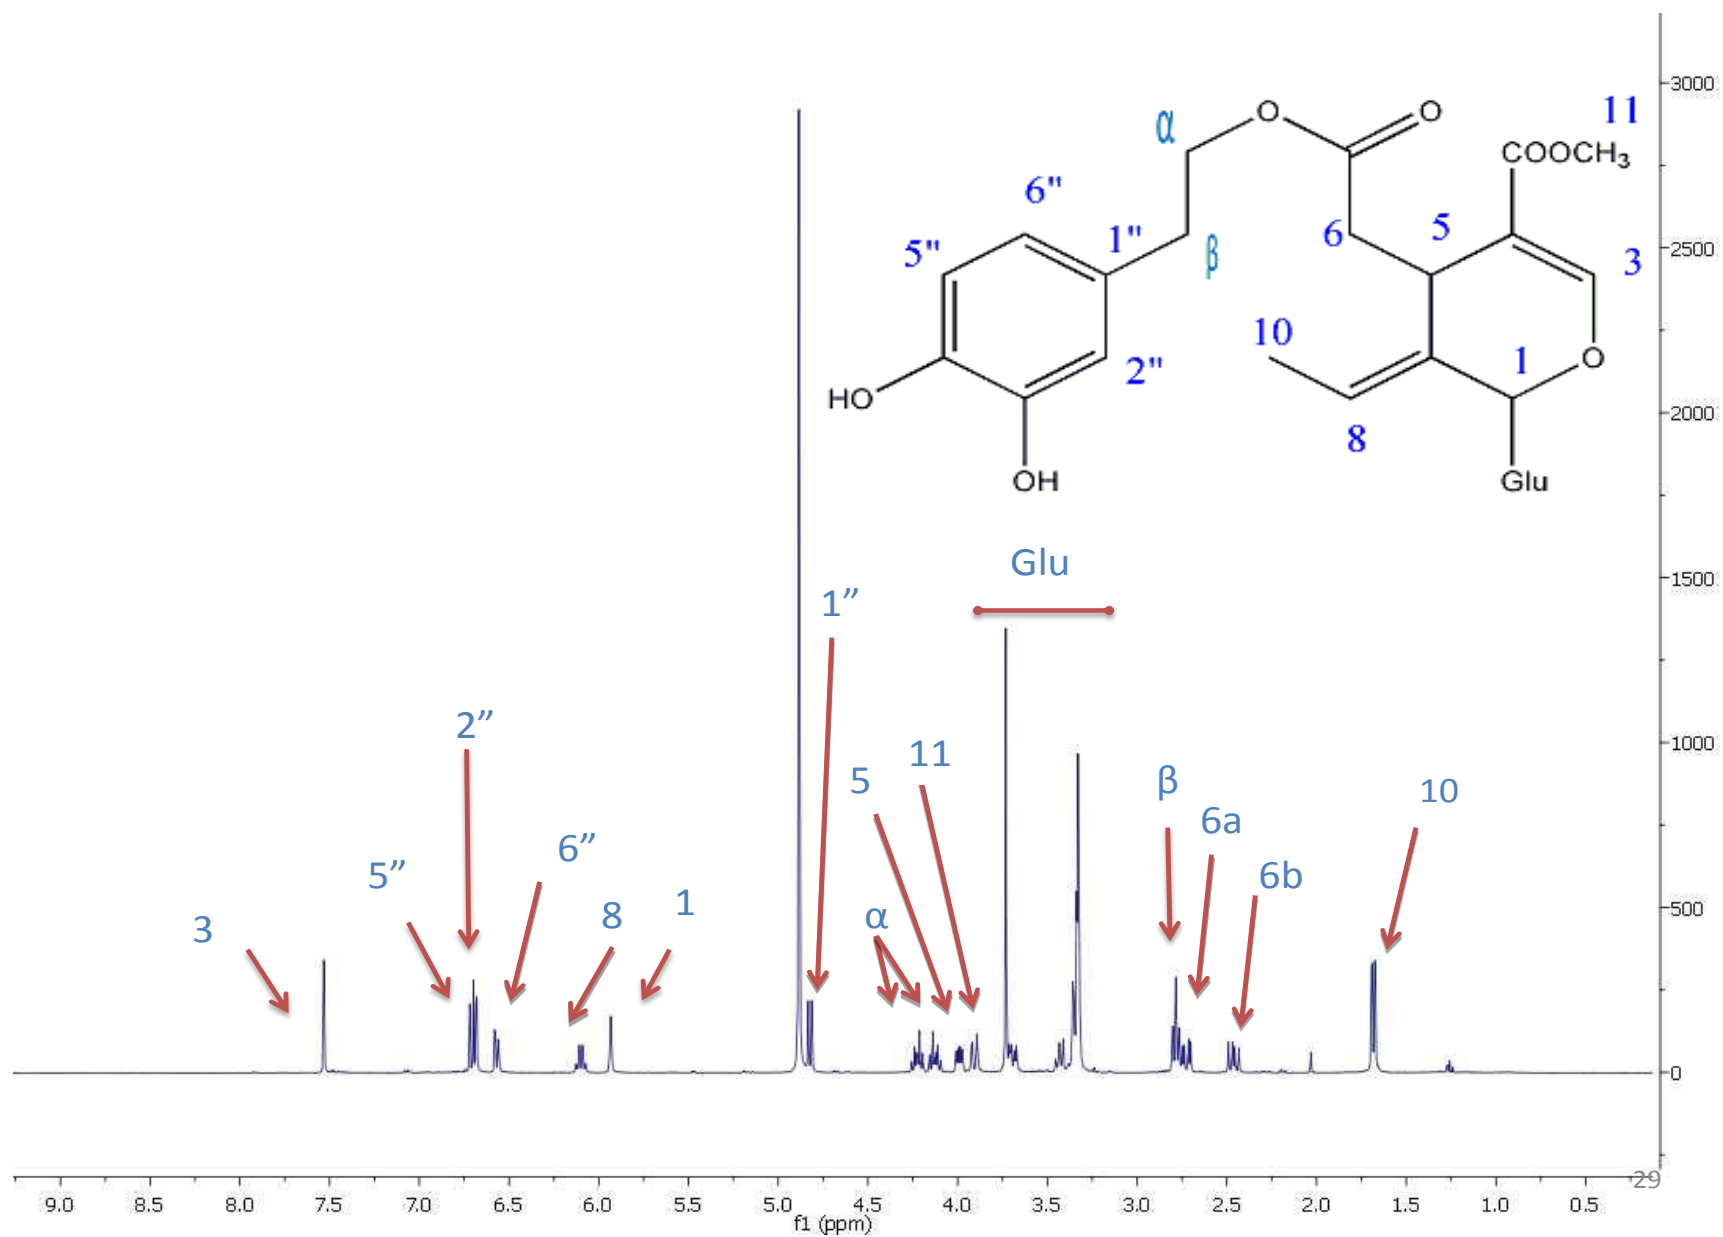 3000
2500
2000
1500
1000
500
0
O
O
11
COOCH3
α
6"
5"
1"
β
6
5
3
10
1
O
2"
8
HO
OH
Glu
Glu
1”
2”
5
11
β
6a
10
5”
6”
6b
3
8
1
α
29
9.0 8.5 8.0 7.5 7.0 6.5 6.0 5.5 5.0 4.5 4.0 3.5 3.0 2.5 2.0 1.5 1.0 0.5
f1 (ppm)